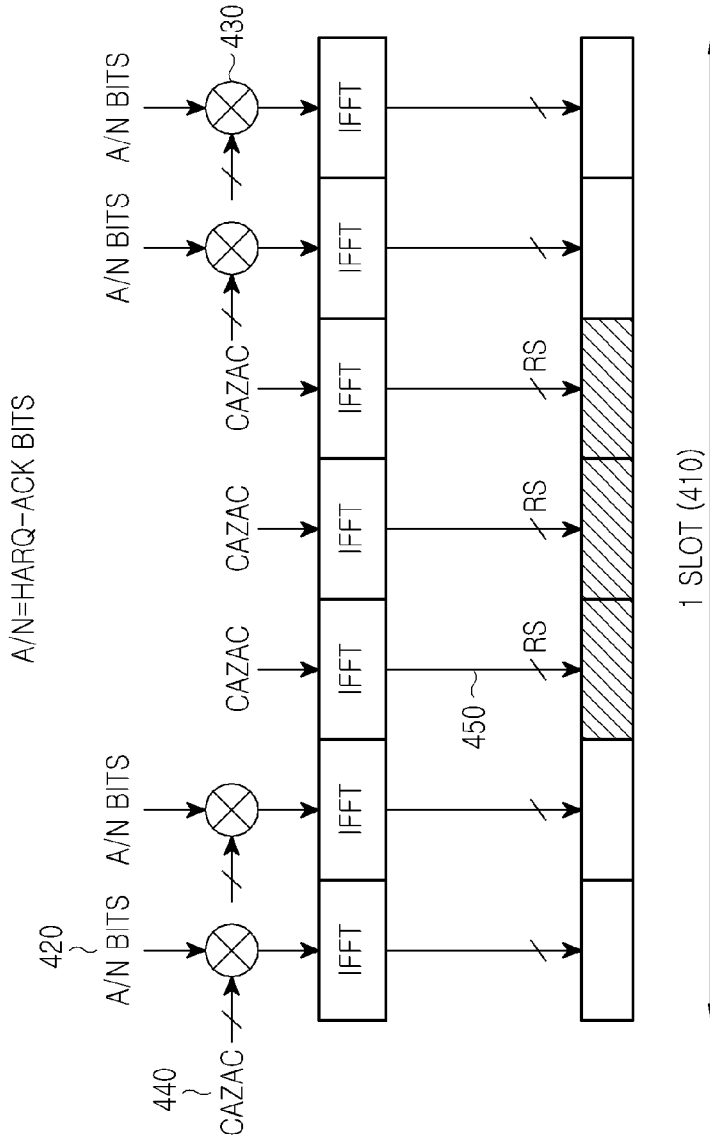 A/N=HARQ-ACK BITS
420
A/N BITS
A/N BITS
A/N BITS
A/N BITS
440
CAZAC
CAZAC
CAZAC
CAZAC
CAZAC
430
IFFT
IFFT
IFFT
IFFT
IFFT
IFFT
IFFT
450
RS
RS
RS
1 SLOT (410)